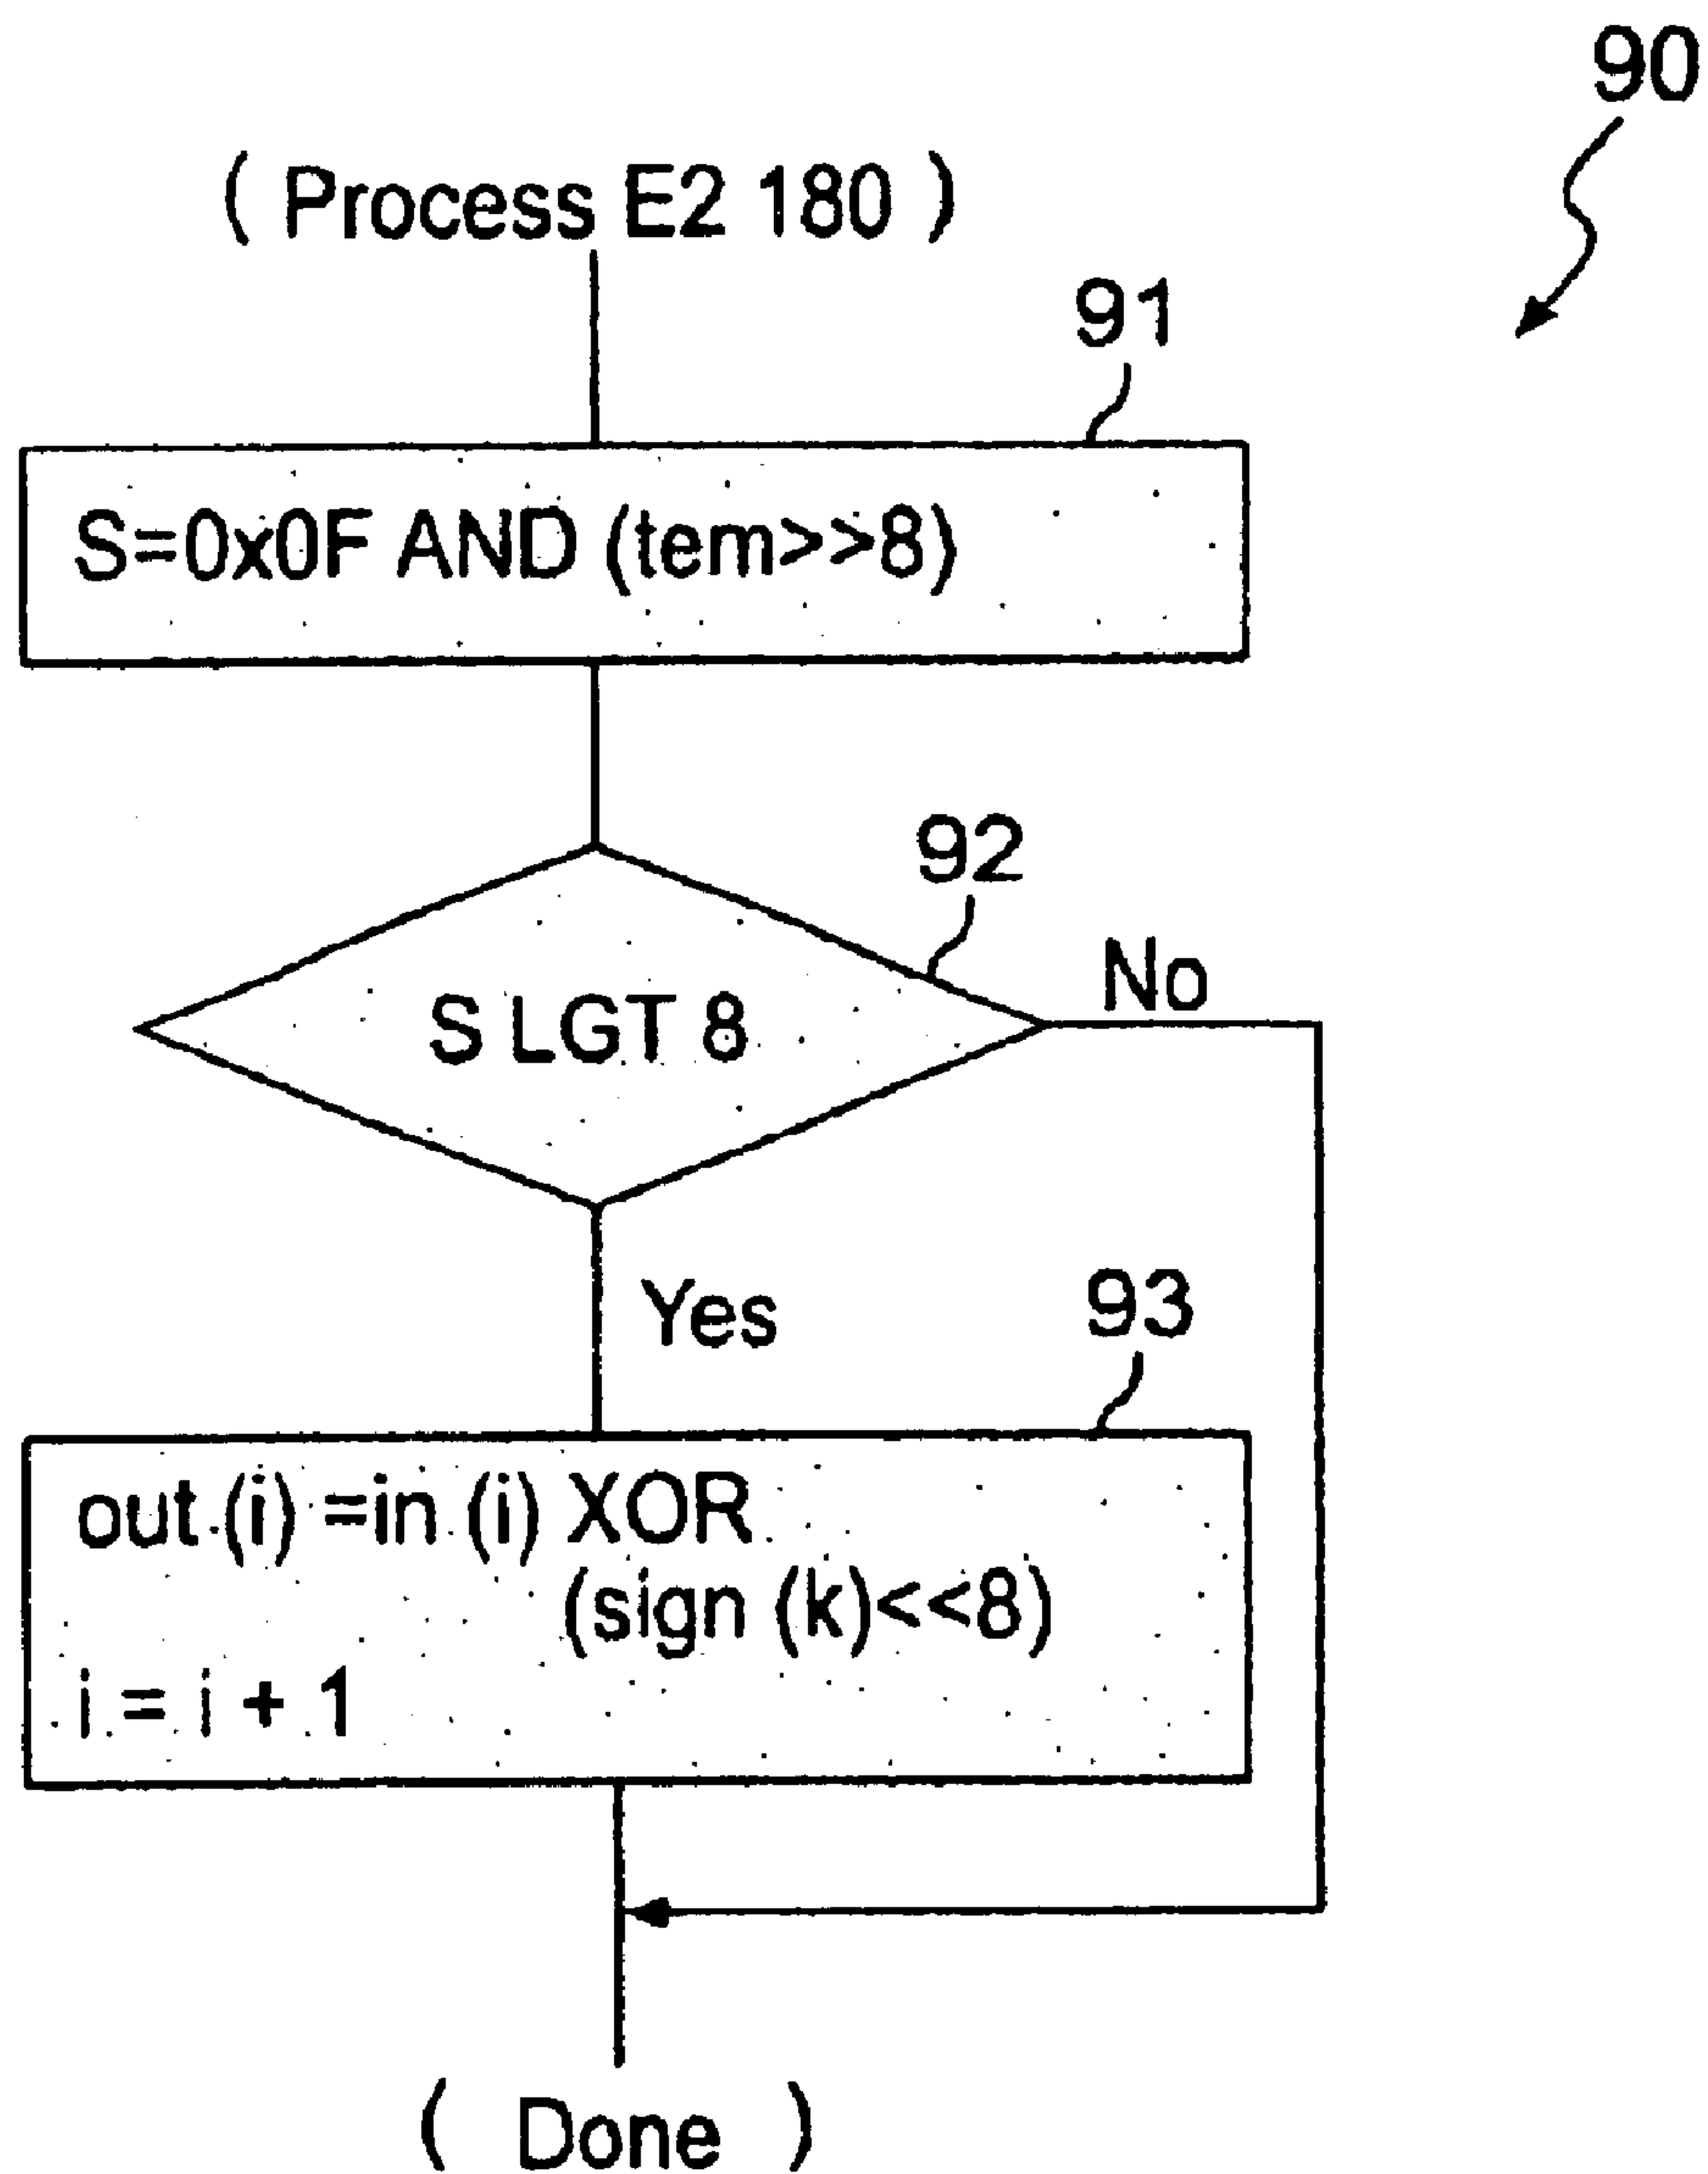 90
( Process E2 180 )
91
S=0x0F AND (tem>>8)
92
S LGT 8
No
Yes
93
out (i) =in (i) XOR
(sign (k)<<8)
i = i + 1
( Done )